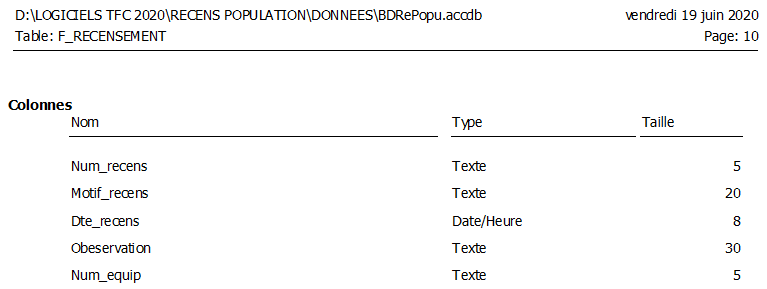 D:\LOGICIELS TFC 2020\RECENS POPULATION\DONNEES\BDRePopu.accdb vendredi 19 juin 2020
Table: F_RECENSEMENT Page: 10
Colonnes
Nom Type Taille
Num_recens Texte 5
Motif_recens Texte 20
Dte_recens Date/Heure 8
Obeservation Texte 30
Num_equip Texte 5